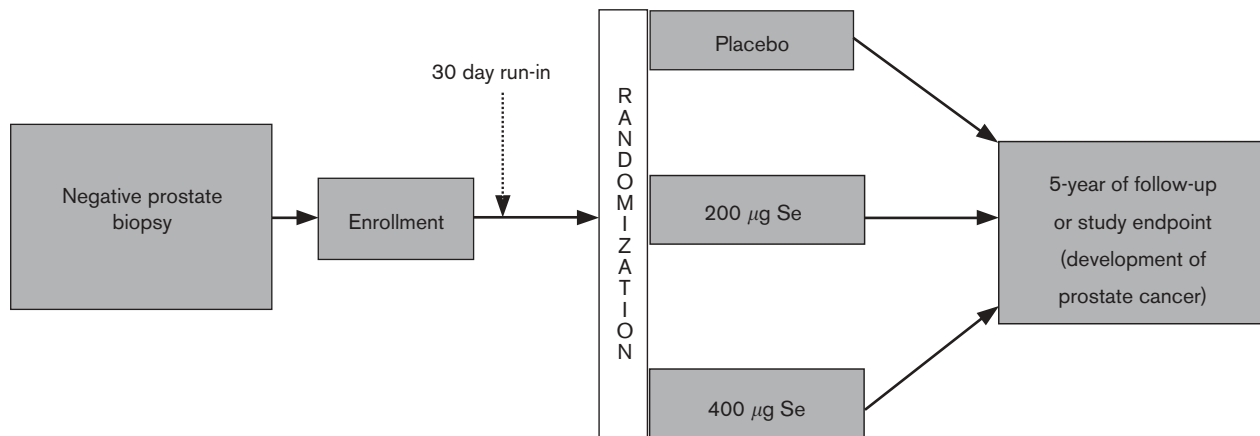 30 day run-in
Negative prostate
biopsy
Enrollment
RANDOMIZATION
Placebo
200 μg Se
400 μg Se
5-year of follow-up
or study endpoint
(development of
prostate cancer)